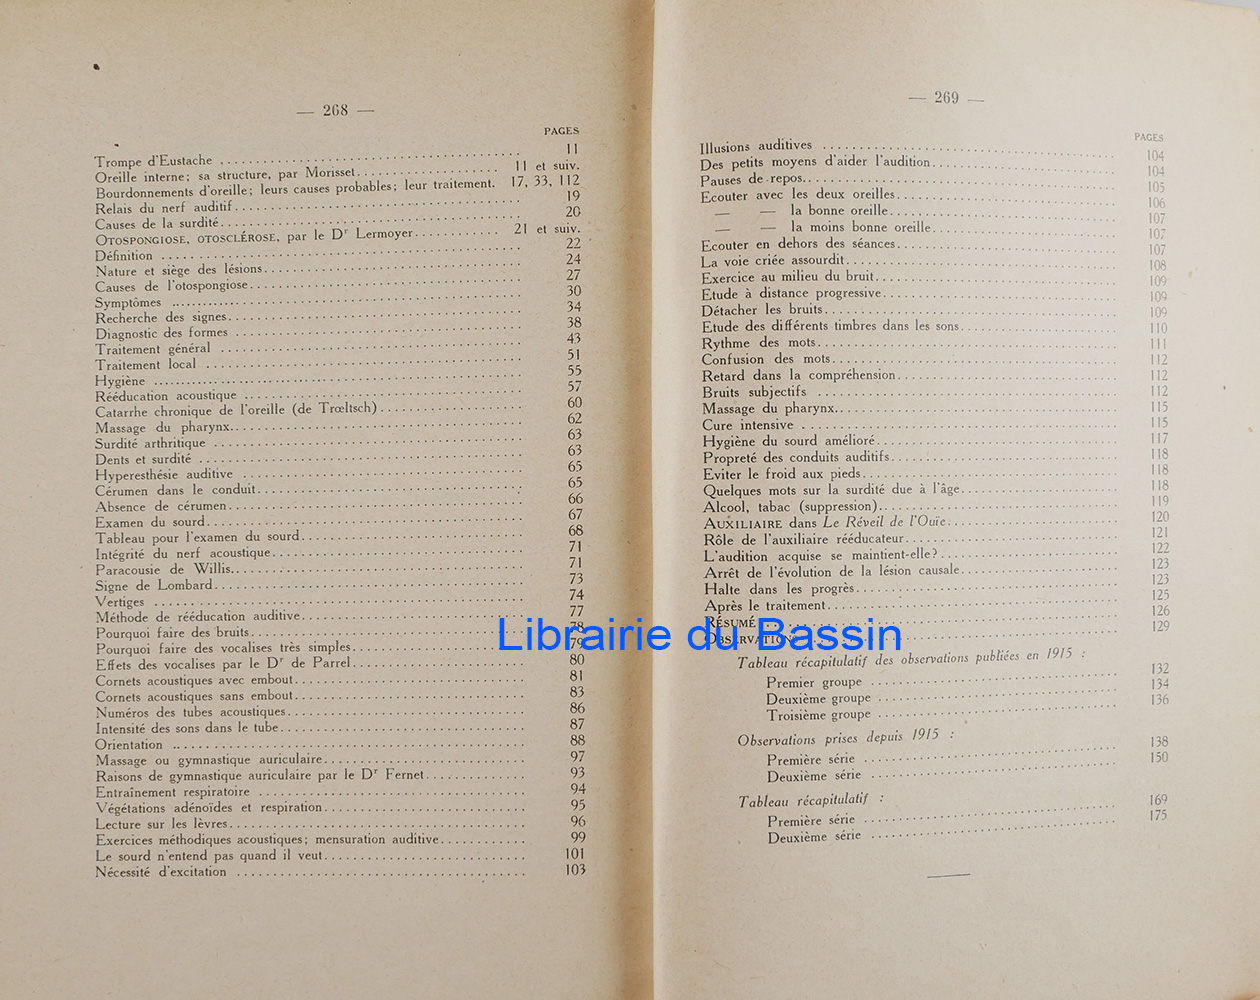 — 268 —
PAGES
Trompe d'Eustache ........ 11
Oreille interne; sa structure, par Morisset ........ 11 et suiv.
Bourdonnements d'oreille; leurs causes probables; leur traitement. 17, 33, 112
Relais du nerf auditif ........ 19
Causes de la surdité ........ 20
OTOSPONGIOSE, OTOSCLÉROSE, par le Dr Lermoyer ........ 21 et suiv.
Définition ........ 22
Nature et siège des lésions ........ 24
Causes de l'otospongiose ........ 27
Symptômes ........ 30
Recherche des signes ........ 34
Diagnostic des formes ........ 38
Traitement général ........ 43
Traitement local ........ 51
Hygiène ........ 55
Rééducation acoustique ........ 57
Catarrhe chronique de l'oreille (de Trœltsch) ........ 60
Massage du pharynx ........ 62
Surdité arthritique ........ 63
Dents et surdité ........ 63
Hyperesthésie auditive ........ 65
Cérumen dans le conduit ........ 65
Absence de cérumen ........ 66
Examen du sourd ........ 67
Tableau pour l'examen du sourd ........ 68
Intégrité du nerf acoustique ........ 71
Paracousie de Willis ........ 71
Signe de Lombard ........ 73
Vertiges ........ 74
Méthode de rééducation auditive ........ 77
Pourquoi faire des bruits ........ 78
Pourquoi faire des vocalises très simples ........ 79
Effets des vocalises par le Dr de Parrel ........ 80
Cornets acoustiques avec embout ........ 81
Cornets acoustiques sans embout ........ 83
Numéros des tubes acoustiques ........ 86
Intensité des sons dans le tube ........ 87
Orientation ........ 88
Massage ou gymnastique auriculaire ........ 97
Raisons de gymnastique auriculaire par le Dr Fernet ........ 93
Entraînement respiratoire ........ 94
Végétations adénoïdes et respiration ........ 95
Lecture sur les lèvres ........ 96
Exercices méthodiques acoustiques; mensuration auditive ........ 99
Le sourd n'entend pas quand il veut ........ 101
Nécessité d'excitation ........ 103
— 269 —
PAGES
Illusions auditives ........ 104
Des petits moyens d'aider l'audition ........ 104
Pauses de repos ........ 105
Ecouter avec les deux oreilles ........ 106
— — la bonne oreille ........ 107
— — la moins bonne oreille ........ 107
Ecouter en dehors des séances ........ 107
La voie criée assourdit ........ 108
Exercice au milieu du bruit ........ 109
Etude à distance progressive ........ 109
Détacher les bruits ........ 109
Etude des différents timbres dans les sons ........ 110
Rythme des mots ........ 111
Confusion des mots ........ 112
Retard dans la compréhension ........ 112
Bruits subjectifs ........ 112
Massage du pharynx ........ 115
Cure intensive ........ 115
Hygiène du sourd amélioré ........ 117
Propreté des conduits auditifs ........ 118
Eviter le froid aux pieds ........ 118
Quelques mots sur la surdité due à l'âge ........ 118
Alcool, tabac (suppression) ........ 119
AUXILIAIRE dans Le Réveil de l'Ouïe ........ 120
Rôle de l'auxiliaire rééducateur ........ 121
L'audition acquise se maintient-elle? ........ 122
Arrêt de l'évolution de la lésion causale ........ 123
Halte dans les progrès ........ 123
Après le traitement ........ 125
RÉSUMÉ ........ 126
OBSERVATIONS ........ 129
Tableau récapitulatif des observations publiées en 1915 :
Premier groupe ........ 132
Deuxième groupe ........ 134
Troisième groupe ........ 136
Observations prises depuis 1915 :
Première série ........ 138
Deuxième série ........ 150
Tableau récapitulatif :
Première série ........ 169
Deuxième série ........ 175
Librairie du Bassin